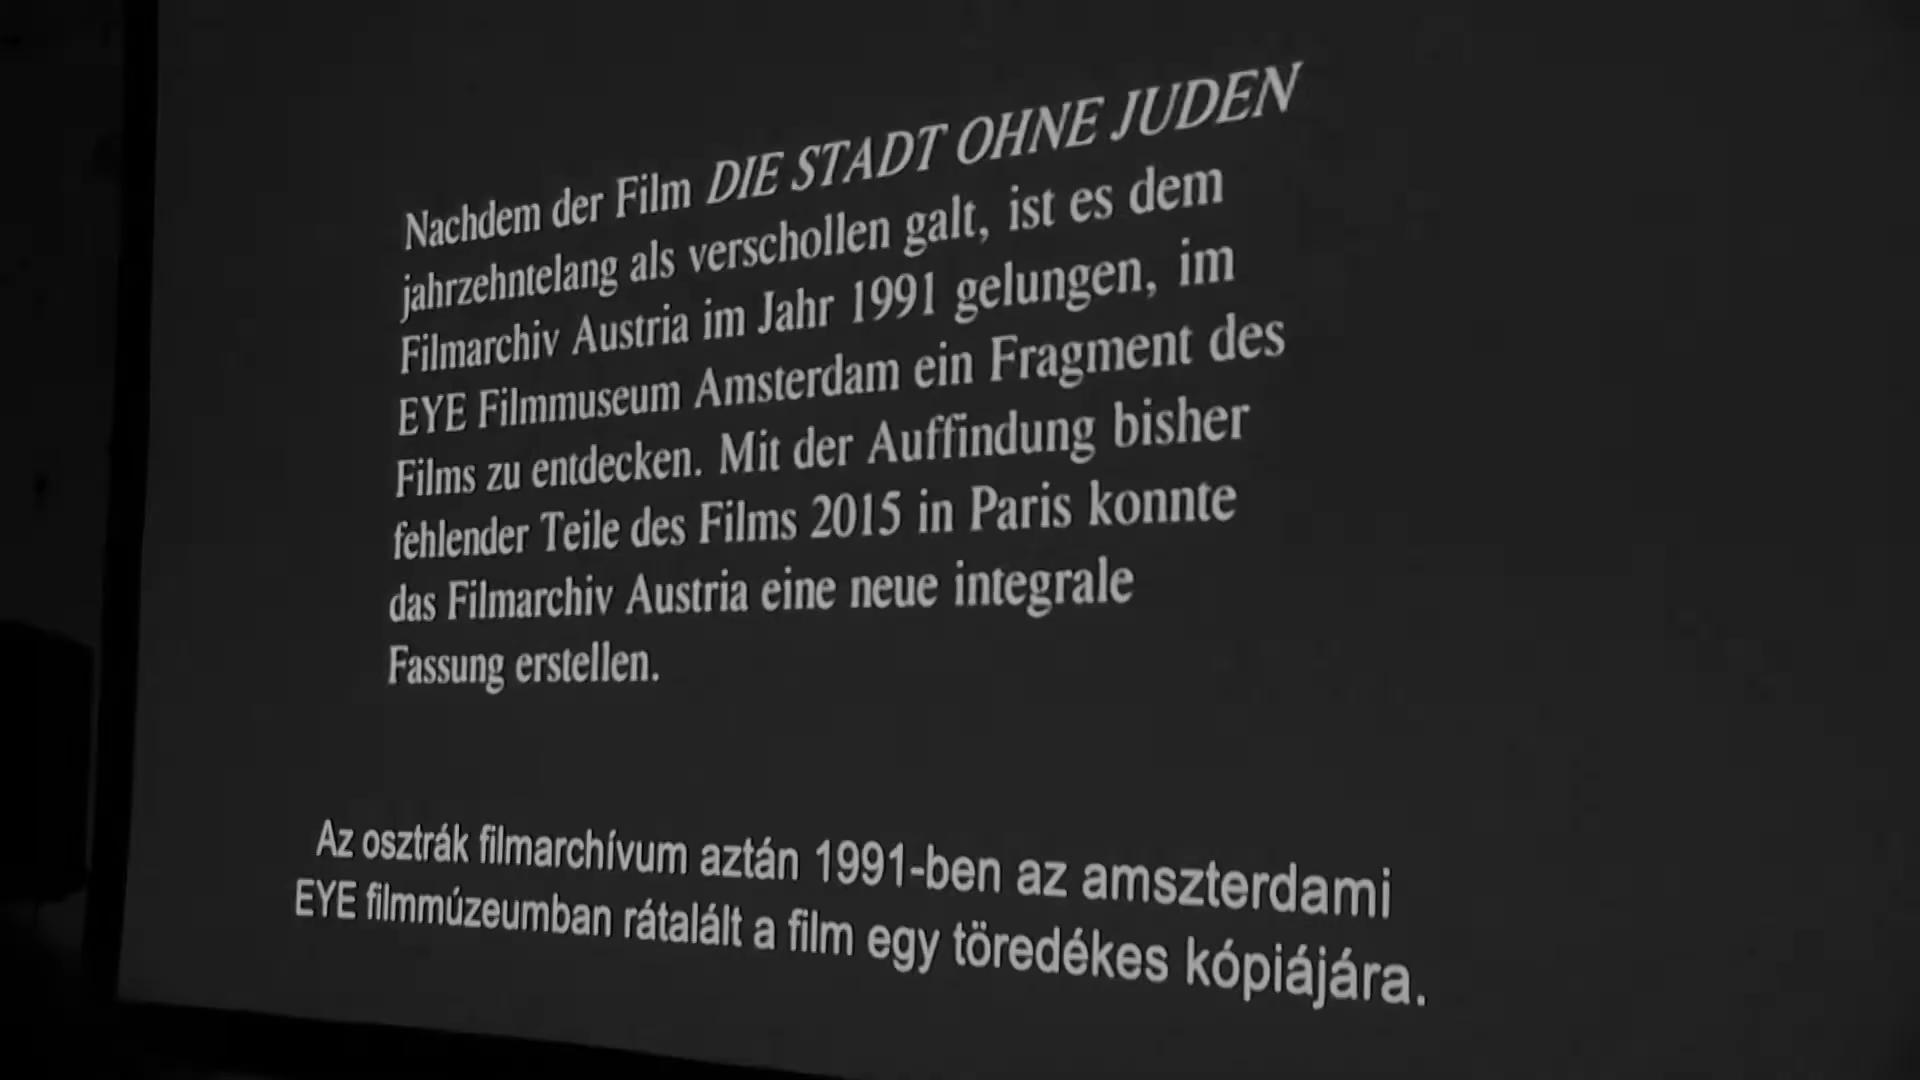 Nachdem der Film DIE STADT OHNE JUDEN
jahrzehntelang als verschollen galt, ist es dem
Filmarchiv Austria im Jahr 1991 gelungen, im
EYE Filmmuseum Amsterdam ein Fragment des
Films zu entdecken. Mit der Auffindung bisher
fehlender Teile des Films 2015 in Paris konnte
das Filmarchiv Austria eine neue integrale
Fassung erstellen.
Az osztrák filmarchívum aztán 1991-ben az amszterdami
EYE filmmúzeumban rátalált a film egy töredékes kópiájára.